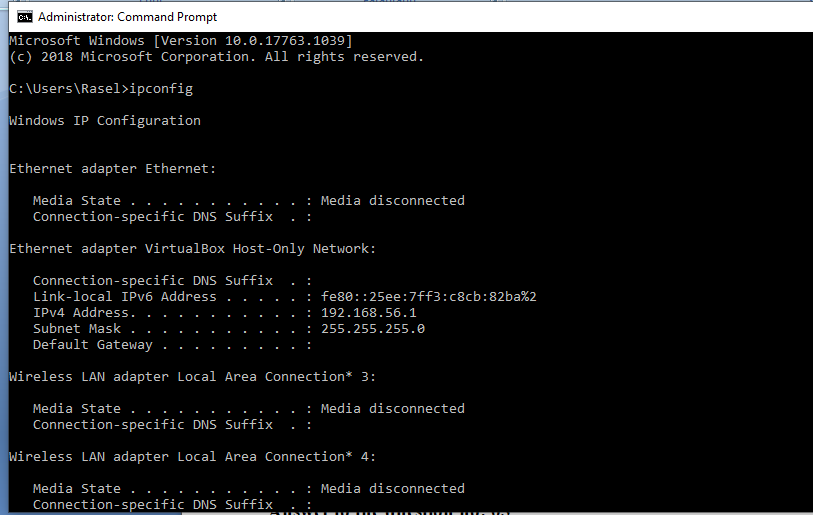 Administrator: Command Prompt
Microsoft Windows [Version 10.0.17763.1039]
(c) 2018 Microsoft Corporation. All rights reserved.
C:\Users\Rasel>ipconfig
Windows IP Configuration
Ethernet adapter Ethernet:
Media State . . . . . . . . . . . : Media disconnected
Connection-specific DNS Suffix  . :
Ethernet adapter VirtualBox Host-Only Network:
Connection-specific DNS Suffix  . :
Link-local IPv6 Address . . . . . : fe80::25ee:7ff3:c8cb:82ba%2
IPv4 Address. . . . . . . . . . . : 192.168.56.1
Subnet Mask . . . . . . . . . . . : 255.255.255.0
Default Gateway . . . . . . . . . :
Wireless LAN adapter Local Area Connection* 3:
Media State . . . . . . . . . . . : Media disconnected
Connection-specific DNS Suffix  . :
Wireless LAN adapter Local Area Connection* 4:
Media State . . . . . . . . . . . : Media disconnected
Connection-specific DNS Suffix  . :